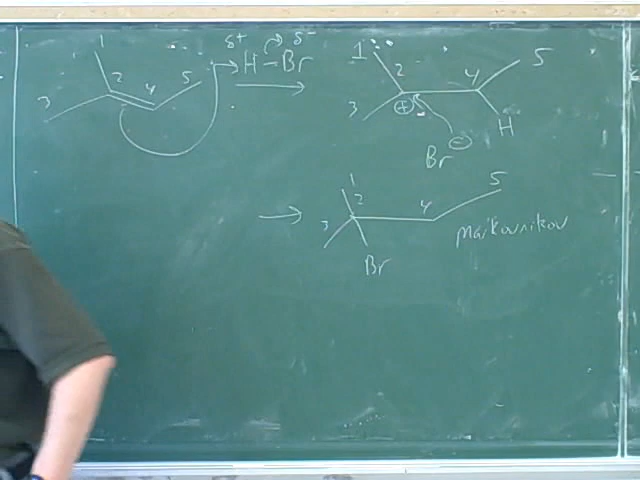 1 2 3 4 5
δ+ δ-
H-Br
1 2 3 4 5
⊕
H
Br ⊖
1 2 3 4 5
Br
Markovnikov